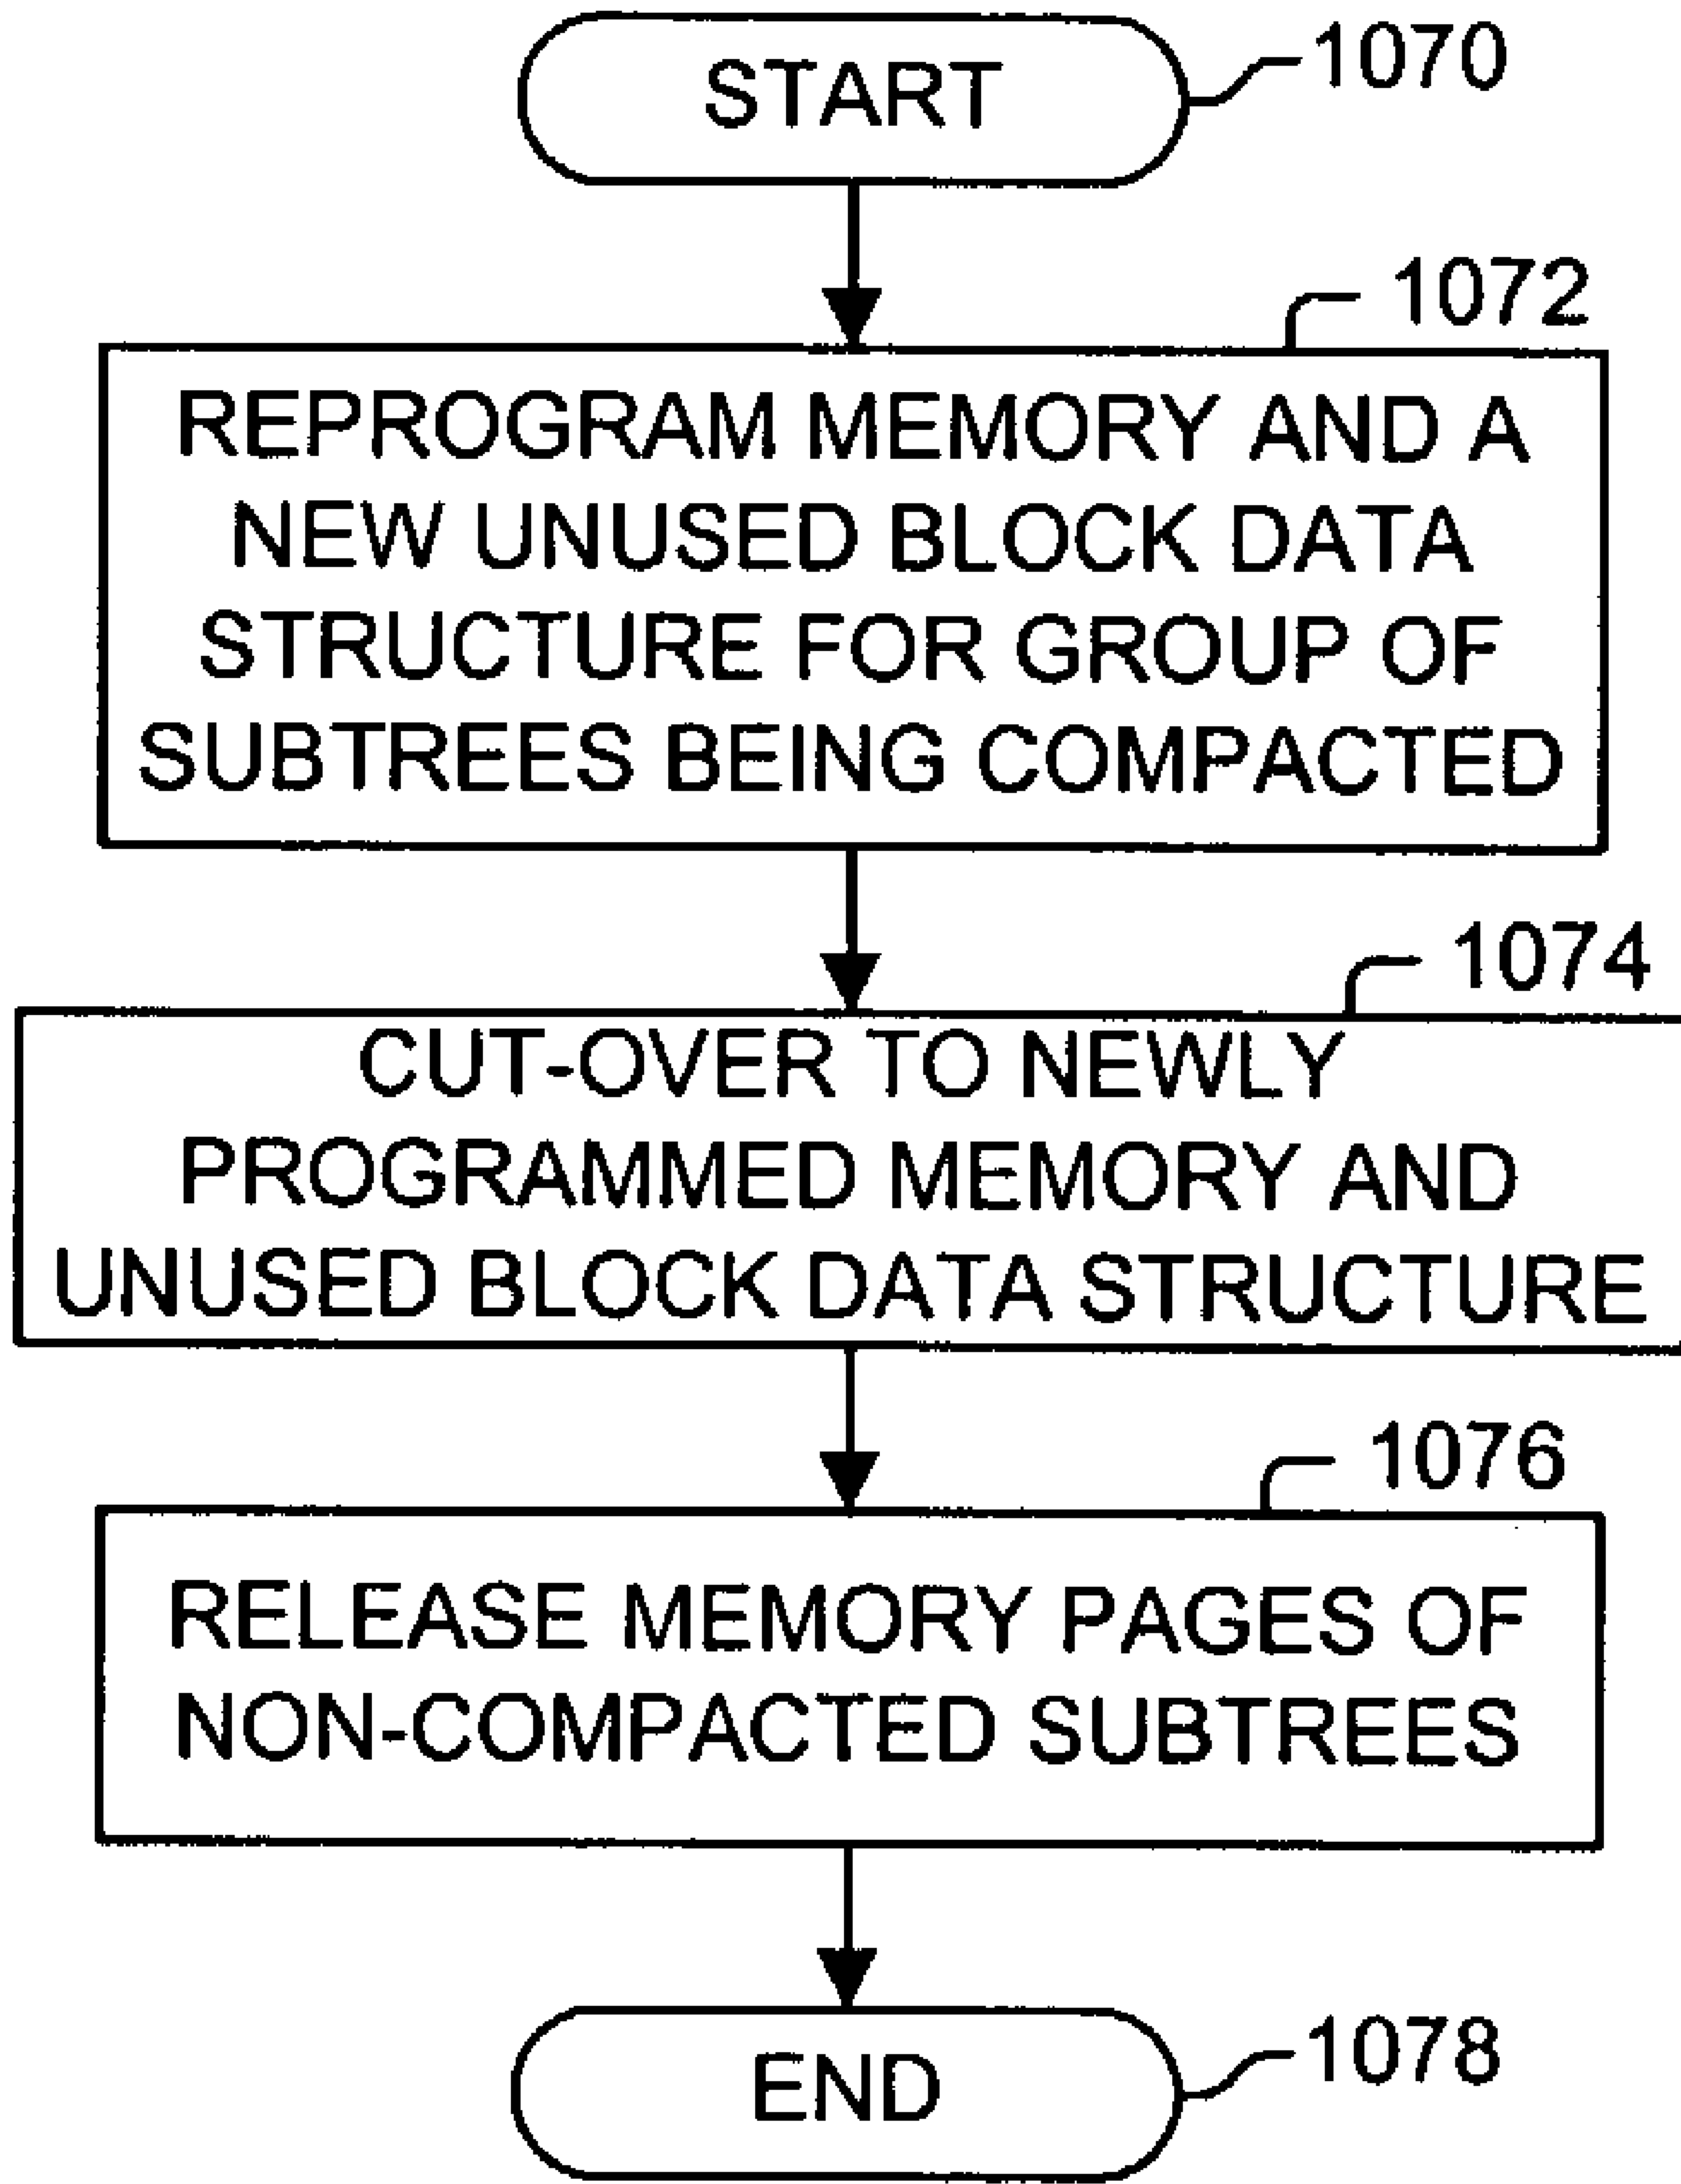 START
1070
1072
REPROGRAM MEMORY AND A
NEW UNUSED BLOCK DATA
STRUCTURE FOR GROUP OF
SUBTREES BEING COMPACTED
1074
CUT-OVER TO NEWLY
PROGRAMMED MEMORY AND
UNUSED BLOCK DATA STRUCTURE
1076
RELEASE MEMORY PAGES OF
NON-COMPACTED SUBTREES
END
1078